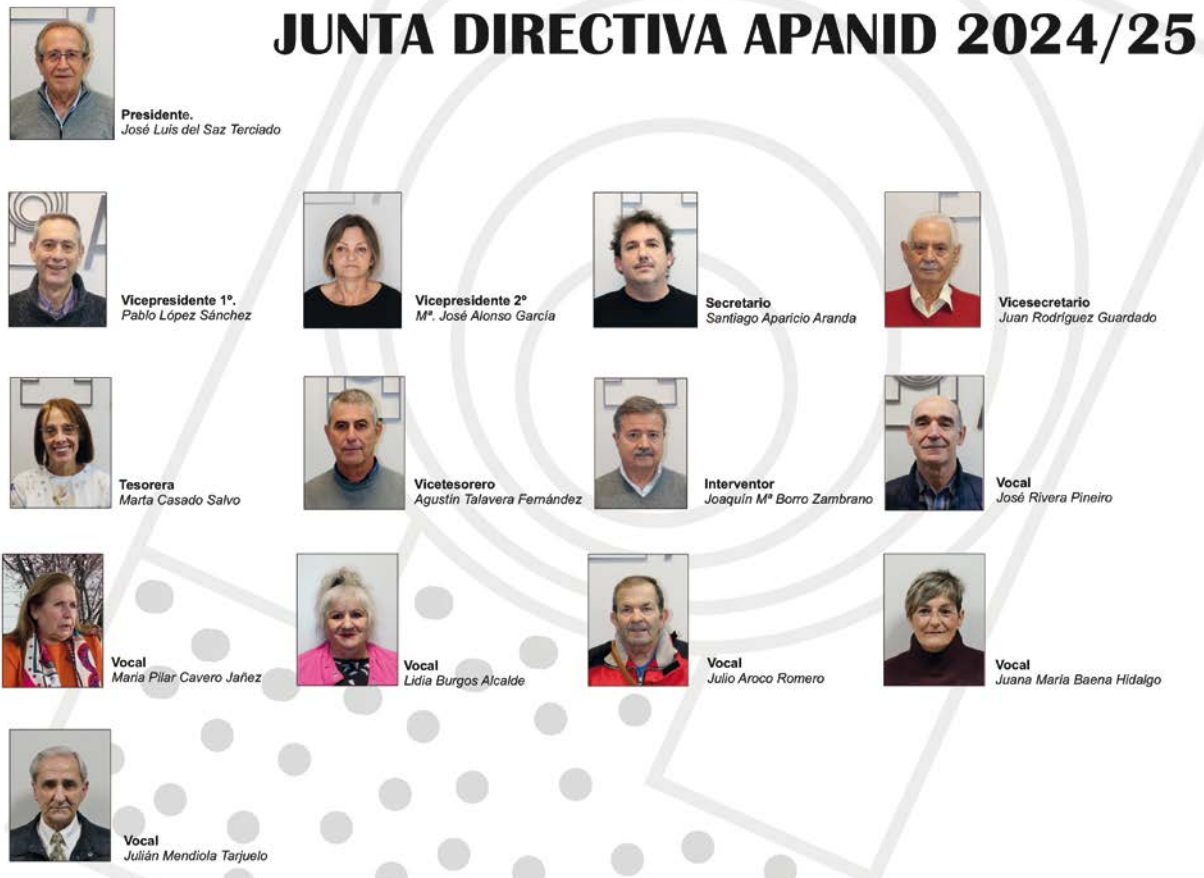 JUNTA DIRECTIVA APANID 2024/25
Presidente.
José Luis del Saz Terciado
Vicepresidente 1º.
Pablo López Sánchez
Vicepresidente 2º
Mª. José Alonso García
Secretario
Santiago Aparicio Aranda
Vicesecretario
Juan Rodríguez Guardado
Tesorera
Marta Casado Salvo
Vicetesorero
Agustín Talavera Fernández
Interventor
Joaquín Mª Borro Zambrano
Vocal
José Rivera Pineiro
Vocal
Maria Pilar Cavero Jañez
Vocal
Lidia Burgos Alcalde
Vocal
Julio Aroco Romero
Vocal
Juana María Baena Hidalgo
Vocal
Julián Mendiola Tarjuelo